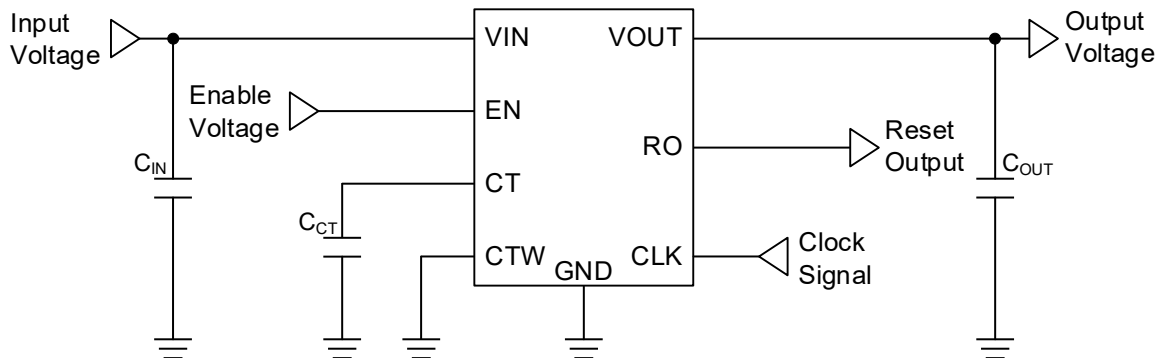 Input
Voltage
VIN
VOUT
Output
Voltage
Enable
Voltage
EN
RO
Reset
Output
CIN
CT
COUT
CCT
CTW
GND
CLK
Clock
Signal